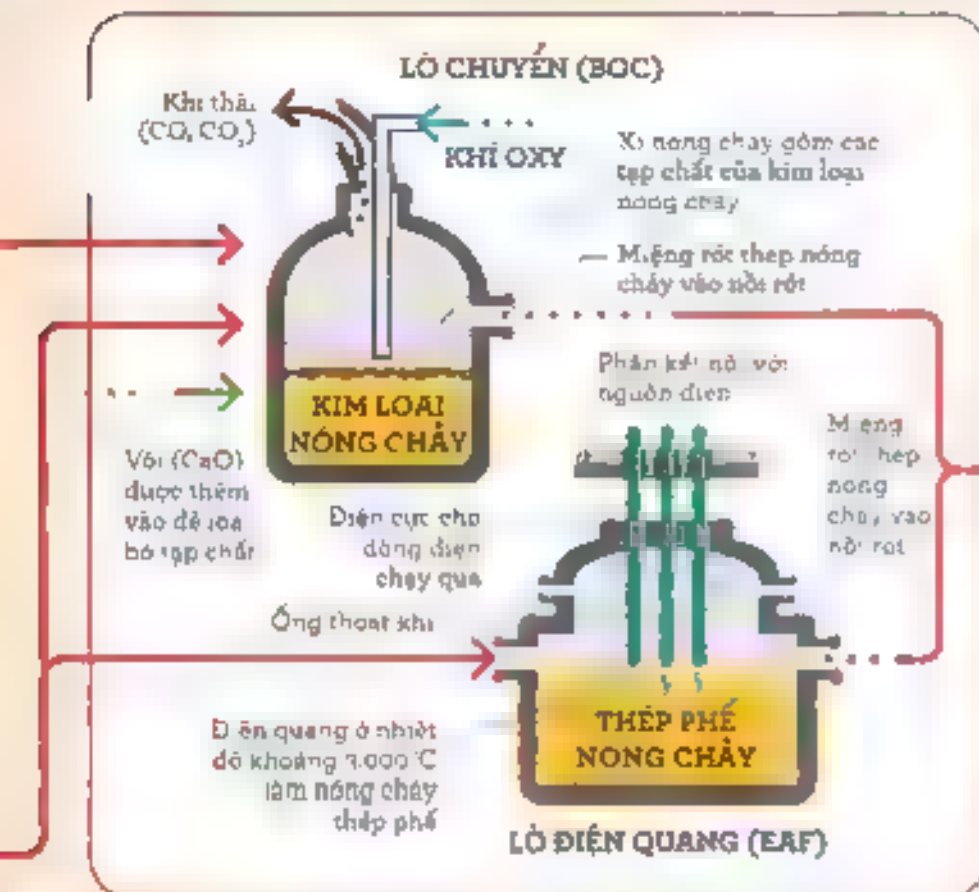 LÒ CHUYỂN (BOC)
Khí thải
(CO, CO₂)
KHÍ OXY
Xỉ nóng chảy gồm các
tạp chất của kim loại
nóng chảy
Miệng rót thép nóng
chảy vào nồi rót
KIM LOẠI
NÓNG CHẢY
Vôi (CaO)
được thêm
vào để loại
bỏ tạp chất
Phần kết nối với
nguồn điện
Điện cực cho
dòng điện
chạy qua
Miệng
rót thép
nóng
chảy vào
nồi rót
Ống thoát khí
Điện quang ở nhiệt
độ khoảng
làm nóng chảy
thép phế
THÉP PHẾ
NÓNG CHẢY
LÒ ĐIỆN QUANG (EAF)